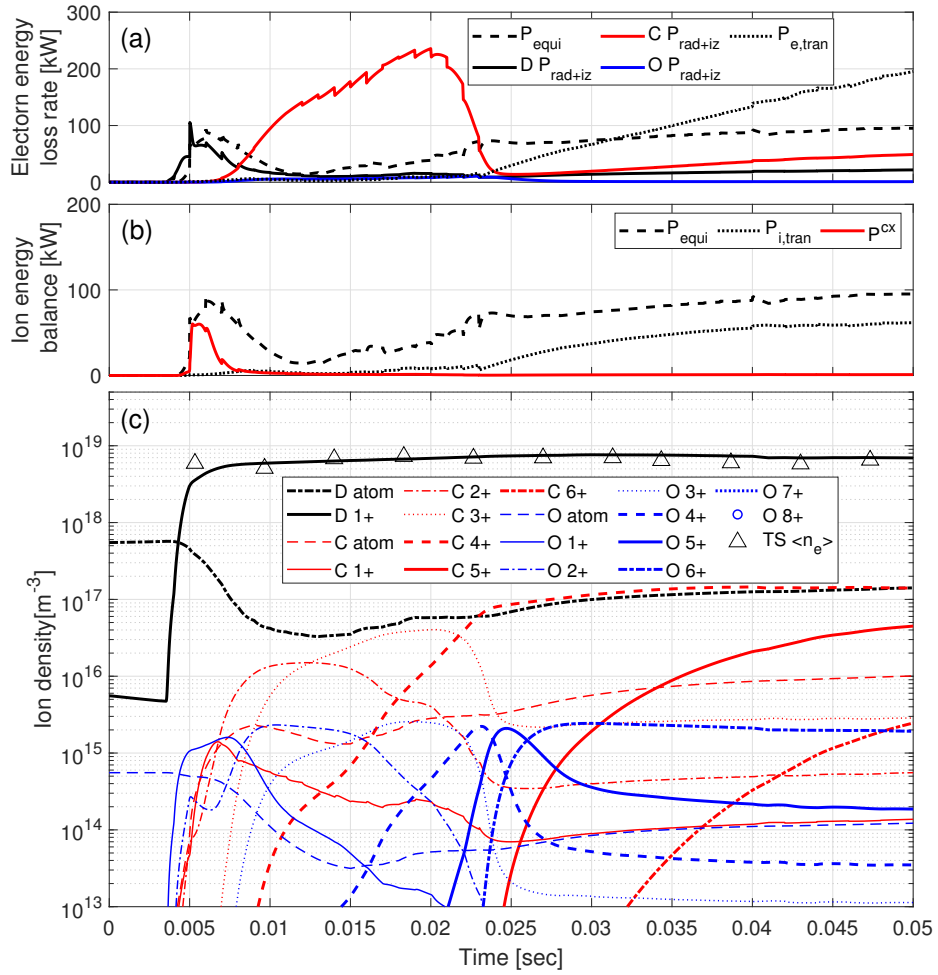 (a)
Electorn energy
loss rate [kW]
300
200
100
0
P_equi
C P_rad+iz
P_e,tran
D P_rad+iz
O P_rad+iz
(b)
Ion energy
balance [kW]
200
100
0
P_equi
P_i,tran
P^cx
(c)
Ion density[m^-3]
10^19
10^18
10^17
10^16
10^15
10^14
10^13
D atom
D 1+
C atom
C 1+
C 2+
C 3+
C 4+
C 5+
C 6+
O atom
O 1+
O 2+
O 3+
O 4+
O 5+
O 6+
O 7+
O 8+
TS <n_e>
0 0.005 0.01 0.015 0.02 0.025 0.03 0.035 0.04 0.045 0.05
Time [sec]